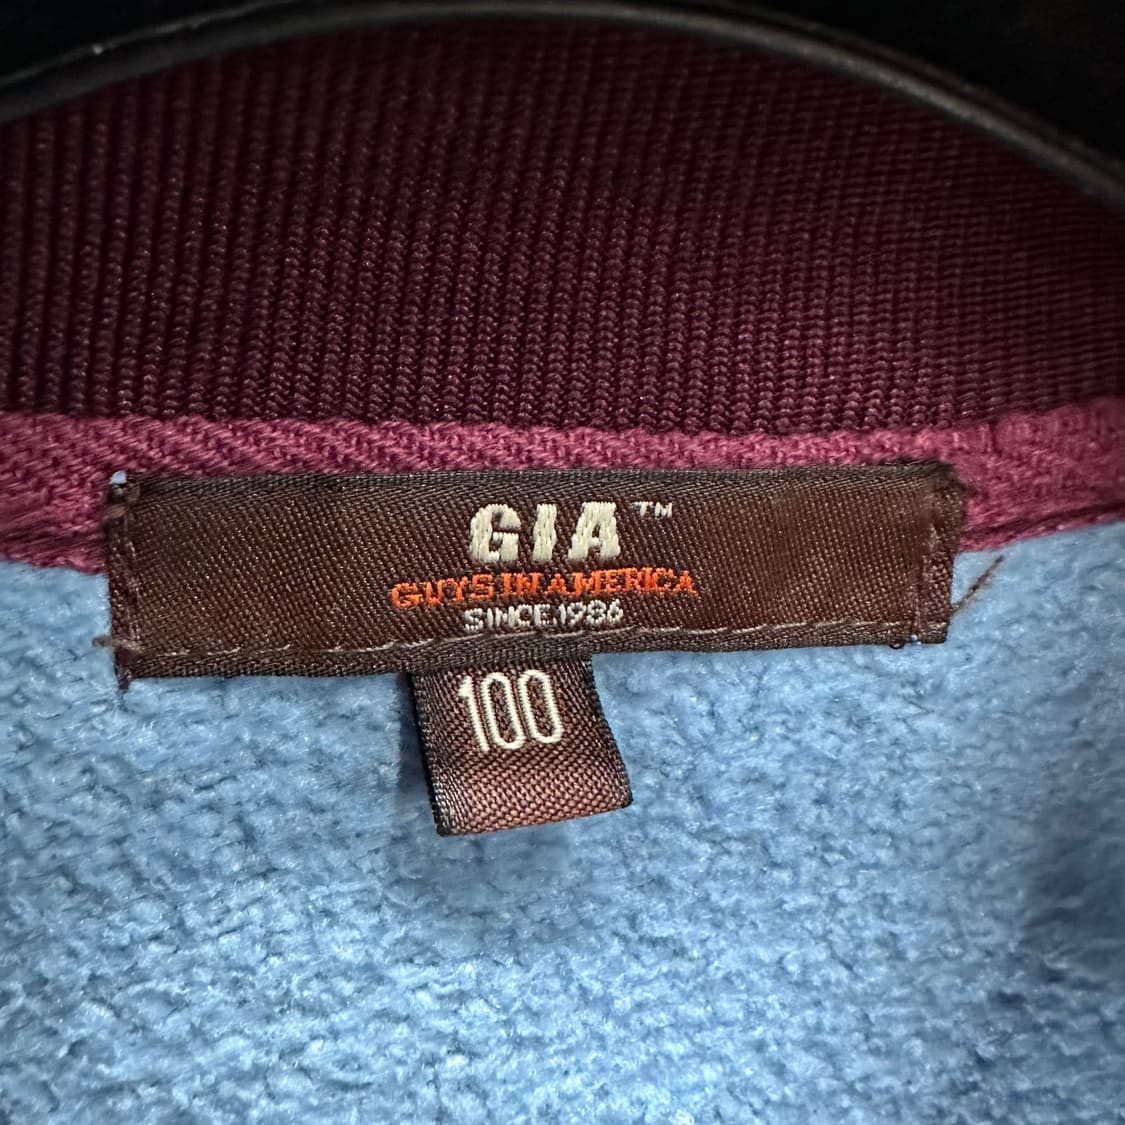 GIA™
GUYS IN AMERICA
SINCE 1986
100